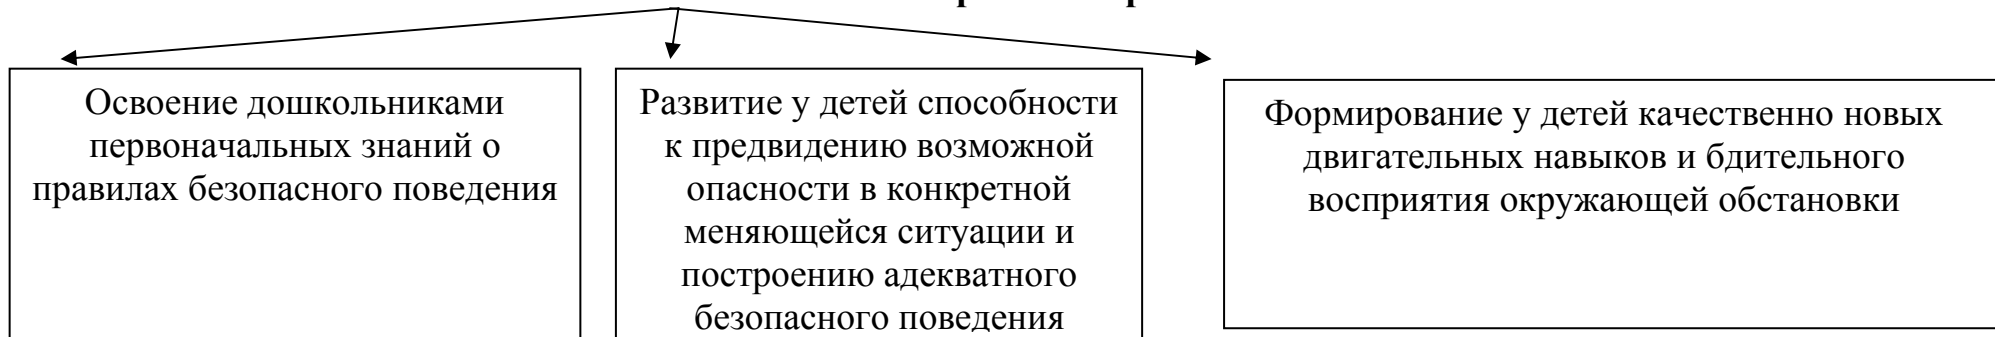 Освоение дошкольниками
первоначальных знаний о
правилах безопасного поведения
Развитие у детей способности
к предвидению возможной
опасности в конкретной
меняющейся ситуации и
построению адекватного
безопасного поведения
Формирование у детей качественно новых
двигательных навыков и бдительного
восприятия окружающей обстановки